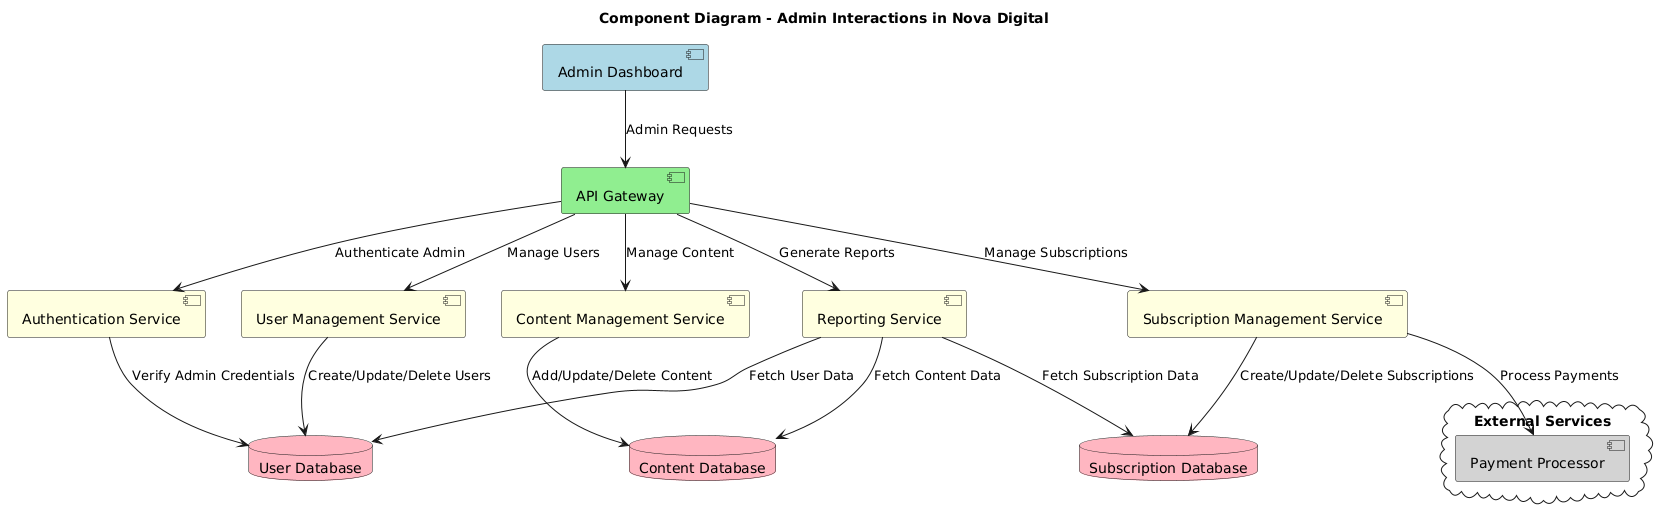 Component Diagram - Admin Interactions in Nova Digital
Admin Dashboard
Admin Requests
API Gateway
Authenticate Admin
Manage Users
Manage Content
Generate Reports
Manage Subscriptions
Authentication Service
User Management Service
Content Management Service
Reporting Service
Subscription Management Service
Verify Admin Credentials
Create/Update/Delete Users
Add/Update/Delete Content
Fetch User Data
Fetch Content Data
Fetch Subscription Data
Create/Update/Delete Subscriptions
Process Payments
External Services
User Database
Content Database
Subscription Database
Payment Processor